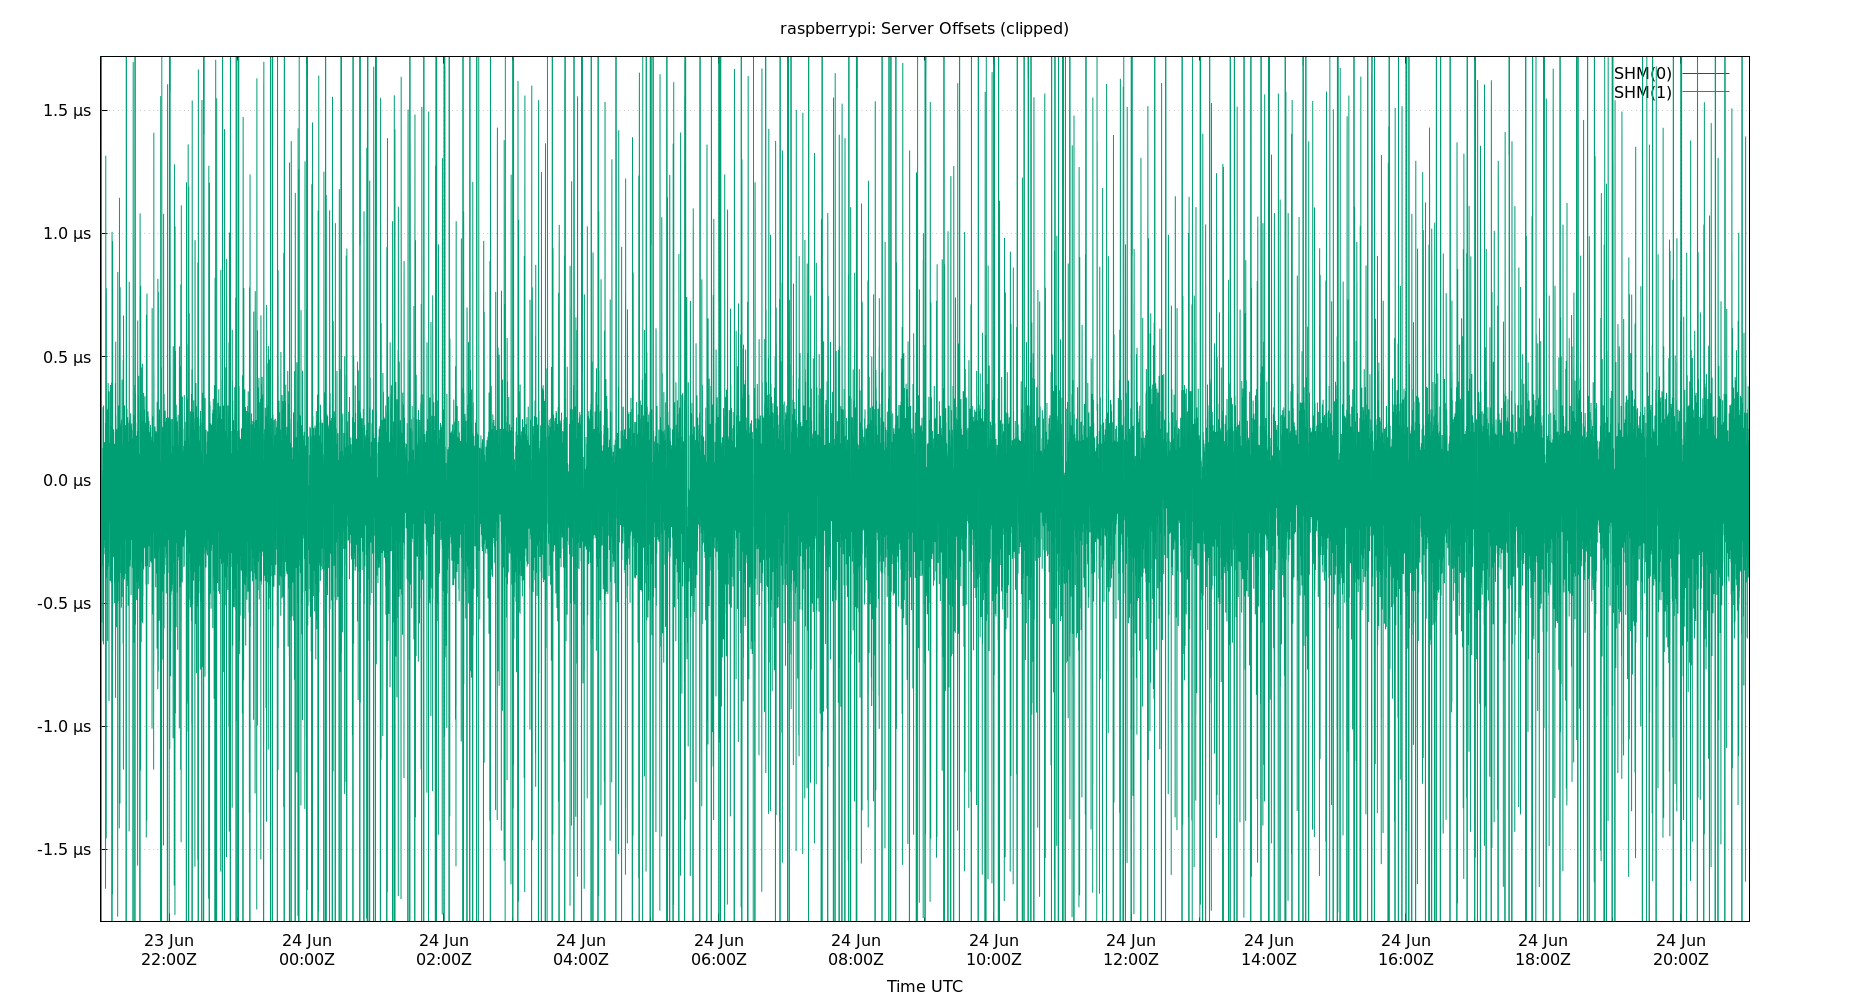 raspberrypi: Server Offsets (clipped)
SHM(0)
SHM(1)
1.5 µs
1.0 µs
0.5 µs
0.0 µs
-0.5 µs
-1.0 µs
-1.5 µs
23 Jun 24 Jun 24 Jun 24 Jun 24 Jun 24 Jun 24 Jun 24 Jun 24 Jun 24 Jun 24 Jun 24 Jun
22:00Z 00:00Z 02:00Z 04:00Z 06:00Z 08:00Z 10:00Z 12:00Z 14:00Z 16:00Z 18:00Z 20:00Z
Time UTC